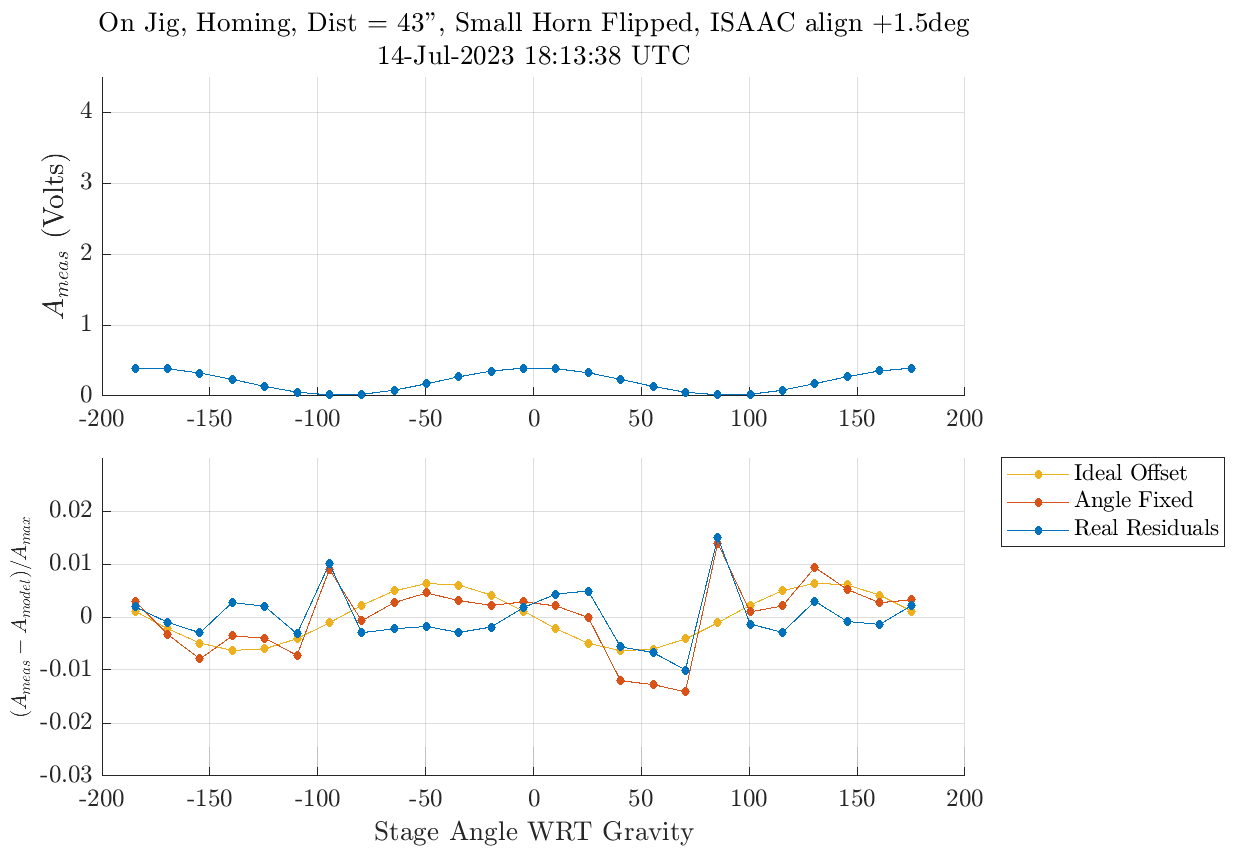 On Jig, Homing, Dist = 43”, Small Horn Flipped, ISAAC align +1.5deg
14-Jul-2023 18:13:38 UTC
A_meas (Volts)
4
3
2
1
0
-200 -150 -100 -50 0 50 100 150 200
(A_meas − A_model)/A_max
0.02
0.01
0
-0.01
-0.02
-0.03
-200 -150 -100 -50 0 50 100 150 200
Stage Angle WRT Gravity
Ideal Offset
Angle Fixed
Real Residuals